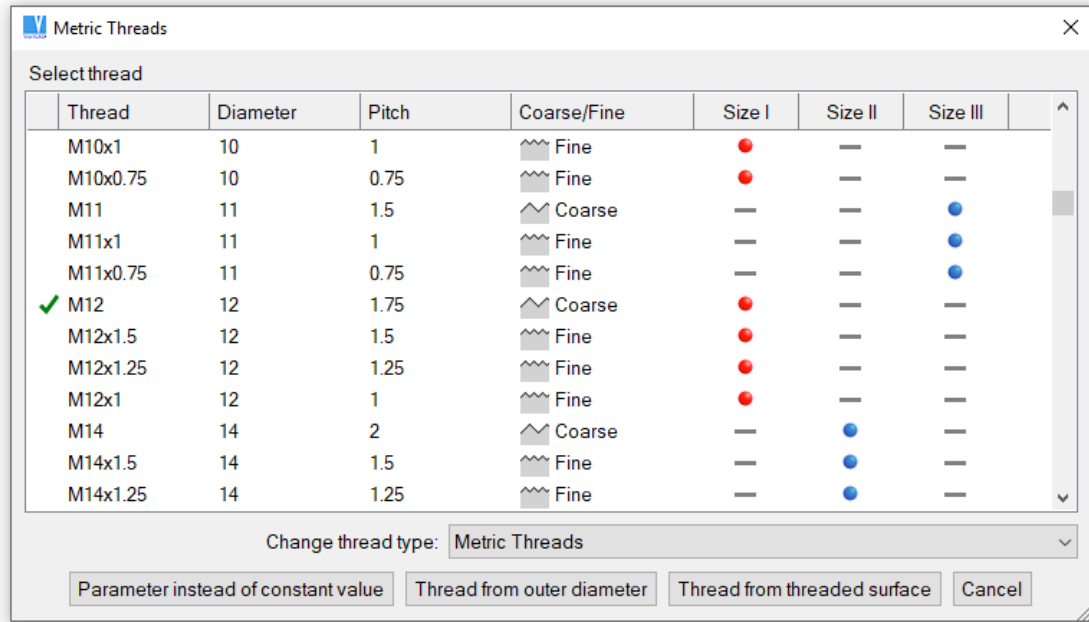 Metric Threads
Select thread
Thread Diameter Pitch Coarse/Fine Size I Size II Size III
M10x1 10 1 Fine
M10x0.75 10 0.75 Fine
M11 11 1.5 Coarse
M11x1 11 1 Fine
M11x0.75 11 0.75 Fine
M12 12 1.75 Coarse
M12x1.5 12 1.5 Fine
M12x1.25 12 1.25 Fine
M12x1 12 1 Fine
M14 14 2 Coarse
M14x1.5 14 1.5 Fine
M14x1.25 14 1.25 Fine
Change thread type: Metric Threads
Parameter instead of constant value Thread from outer diameter Thread from threaded surface Cancel